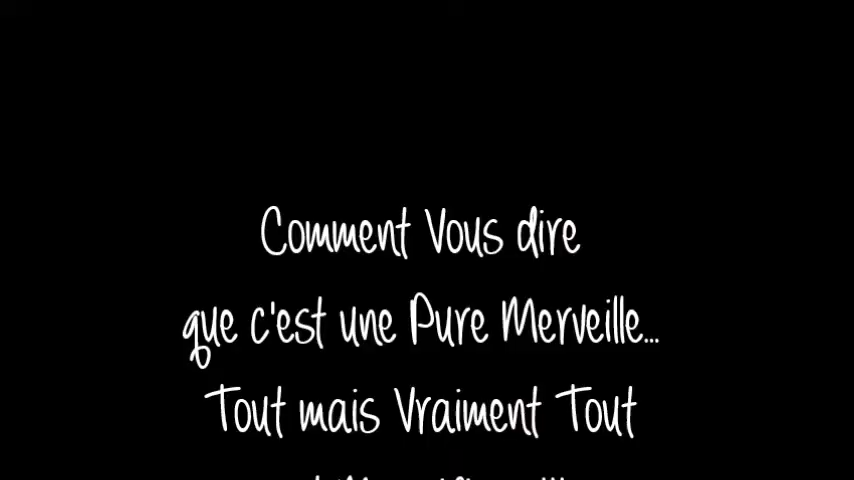 Comment Vous dire
que c'est une Pure Merveille...
Tout mais Vraiment Tout